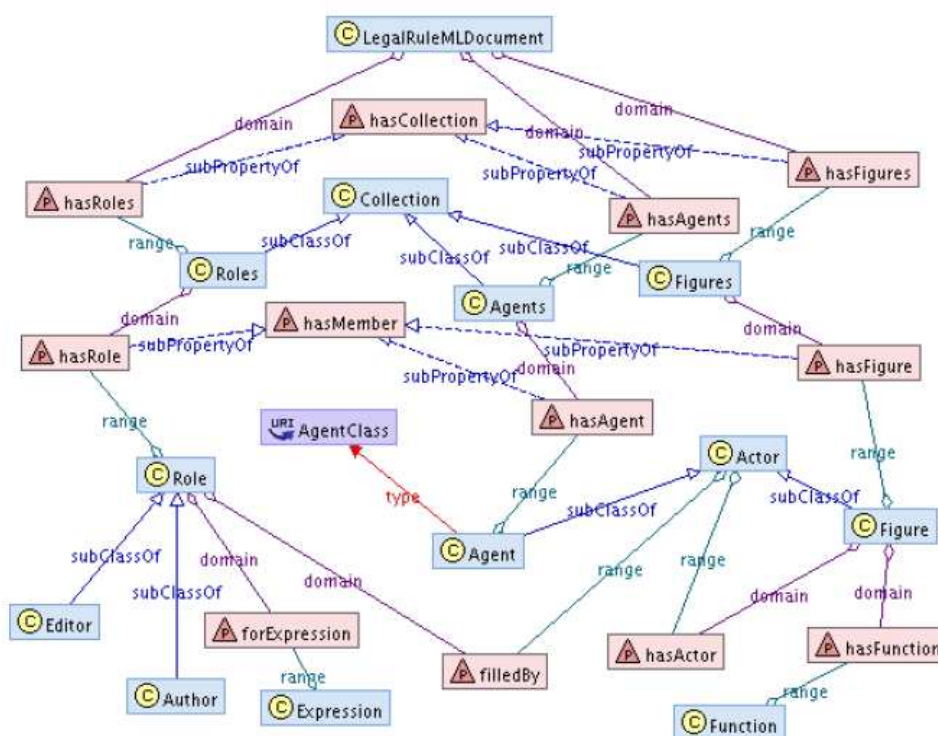 C LegalRuleMLDocument
domain
domain
domain
P hasCollection
subPropertyOf
subPropertyOf
subPropertyOf
P hasFigures
P hasRoles
C Collection
P hasAgents
range
subClassOf
subClassOf
subClassOf
range
range
C Roles
C Agents
C Figures
domain
P hasMember
domain
P hasRole
subPropertyOf
subPropertyOf
subPropertyOf
domain
P hasFigure
P hasAgent
range
URI AgentClass
range
range
C Actor
C Role
type
subClassOf
subClassOf
C Agent
C Figure
subClassOf
subClassOf
domain
domain
range
range
domain
domain
C Editor
P forExpression
P hasActor
P hasFunction
range
P filledBy
range
C Author
C Expression
C Function